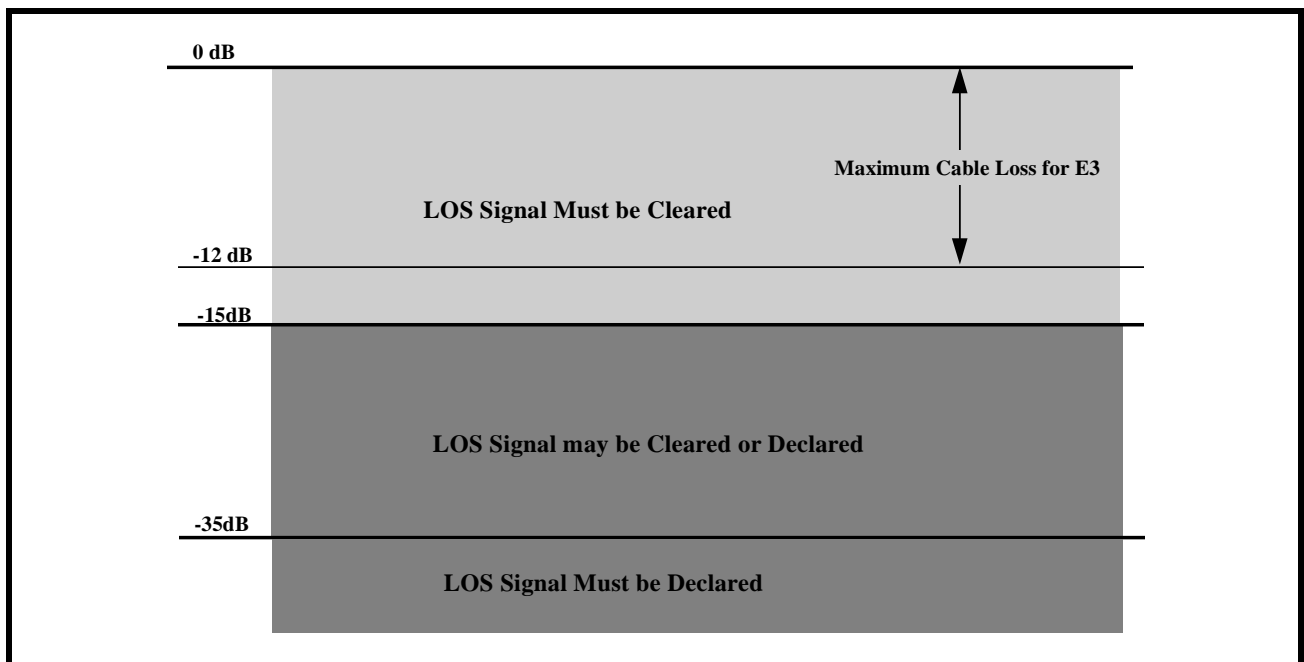 0 dB
Maximum Cable Loss for E3
LOS Signal Must be Cleared
-12 dB
-15dB
LOS Signal may be Cleared or Declared
-35dB
LOS Signal Must be Declared